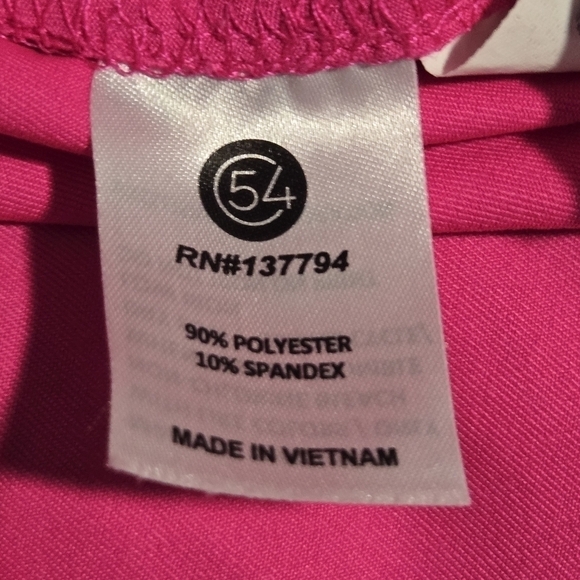 C54
RN#137794
90% POLYESTER
10% SPANDEX
MADE IN VIETNAM